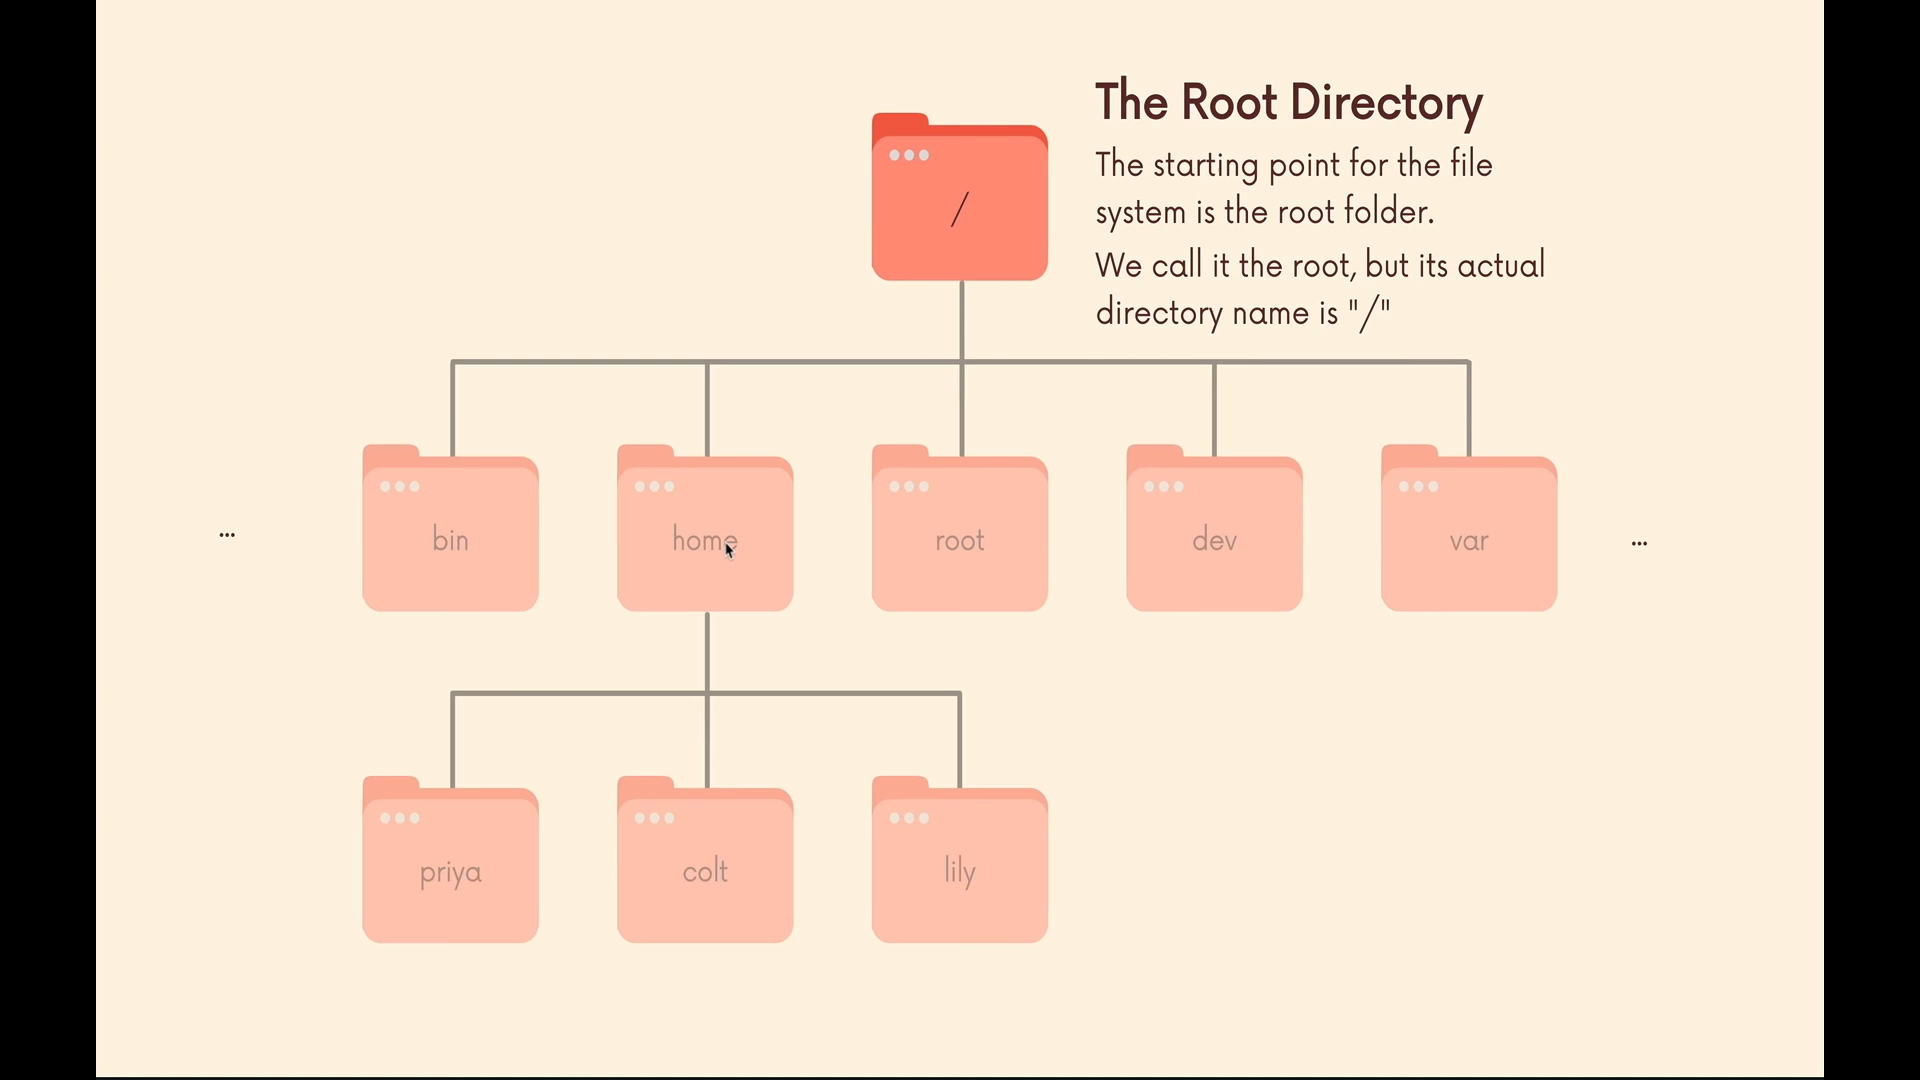 The Root Directory
The starting point for the file
system is the root folder.
We call it the root, but its actual
directory name is "/"
/
... bin home root dev var ...
priya colt lily